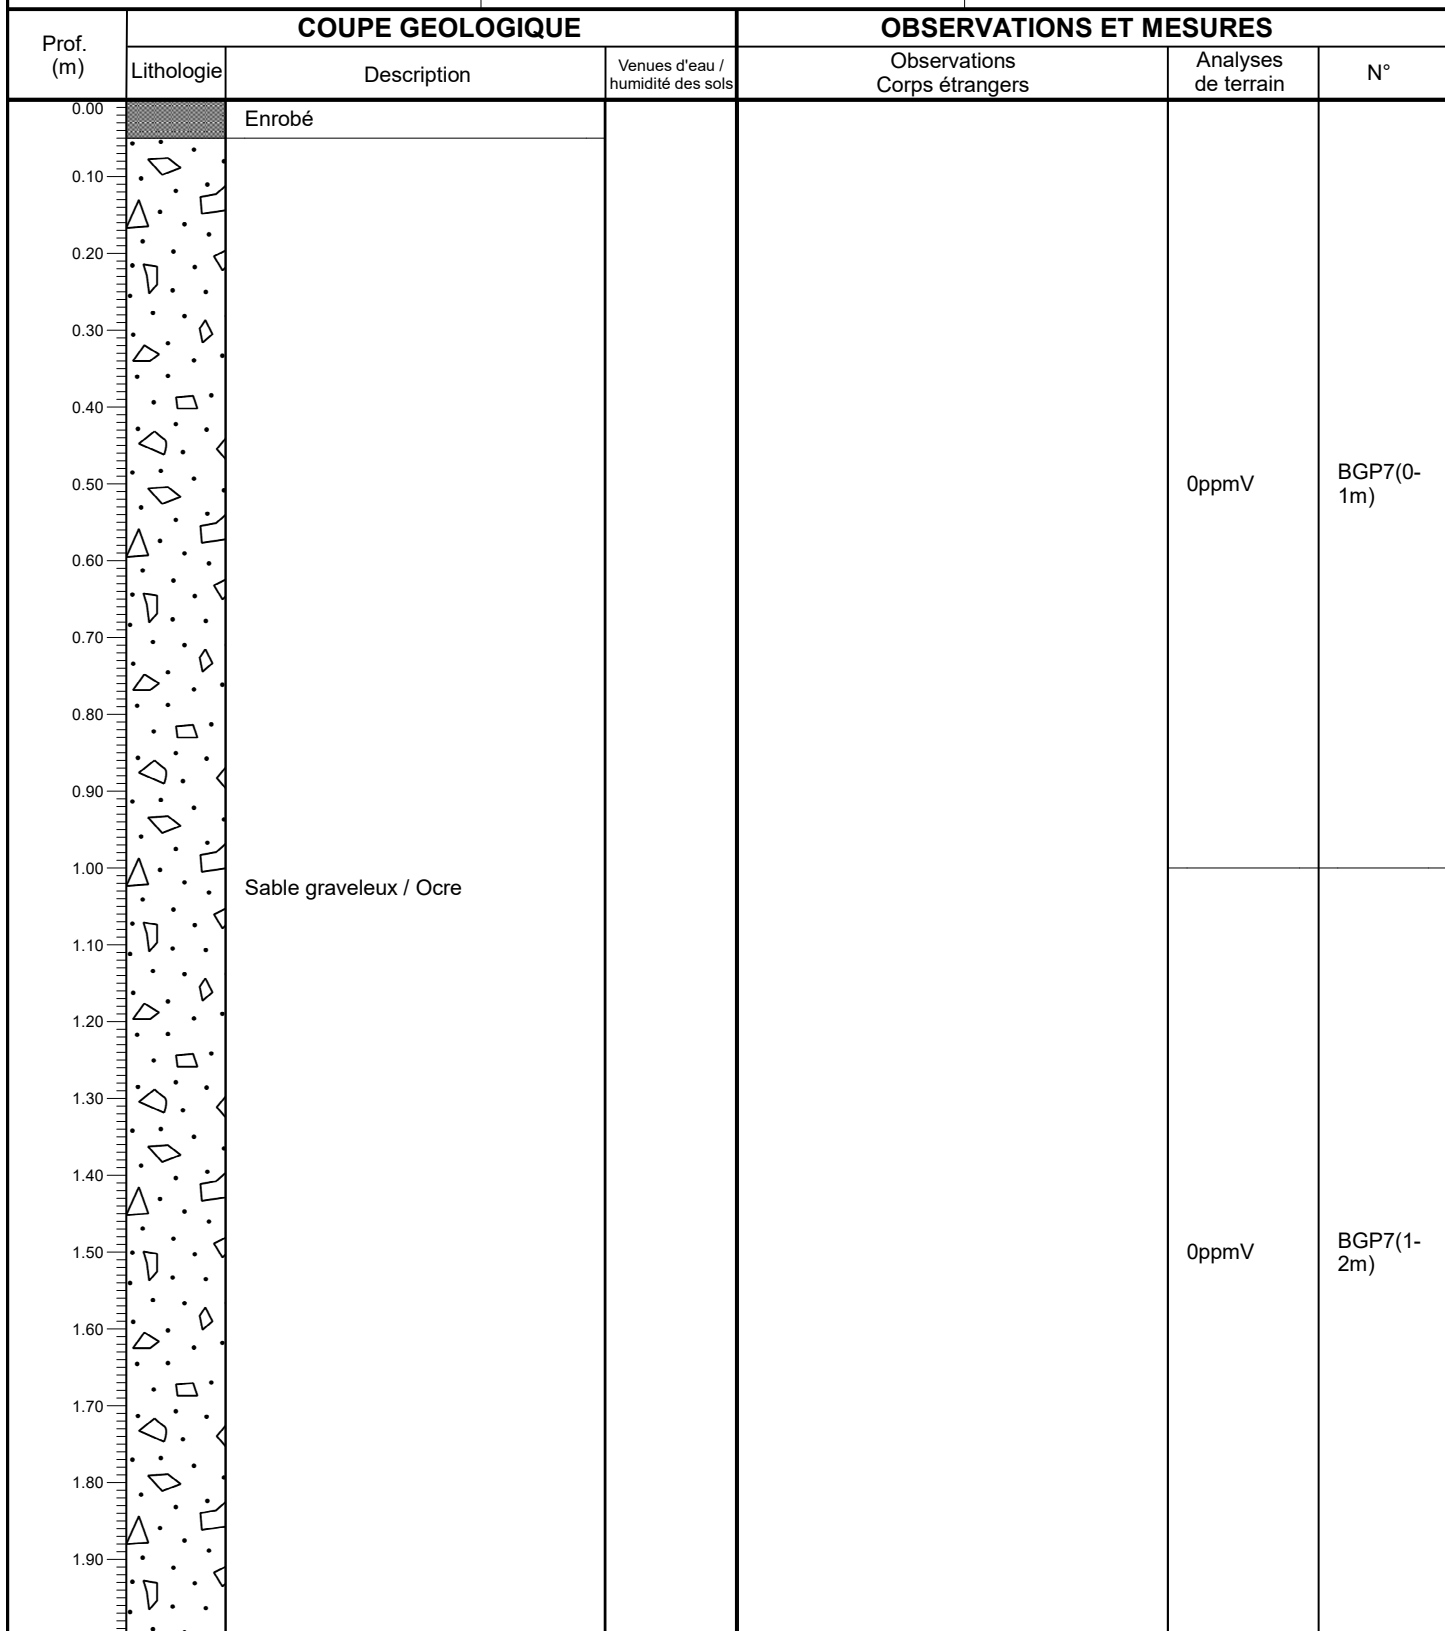 COUPE GEOLOGIQUE
OBSERVATIONS ET MESURES
Prof.
(m)
Lithologie
Description
Venues d'eau /
humidité des sols
Observations
Corps étrangers
Analyses
de terrain
N°
0.00
Enrobé
0.10
0.20
0.30
0.40
0.50
0ppmV
BGP7(0-
1m)
0.60
0.70
0.80
0.90
1.00
Sable graveleux / Ocre
1.10
1.20
1.30
1.40
1.50
0ppmV
BGP7(1-
2m)
1.60
1.70
1.80
1.90